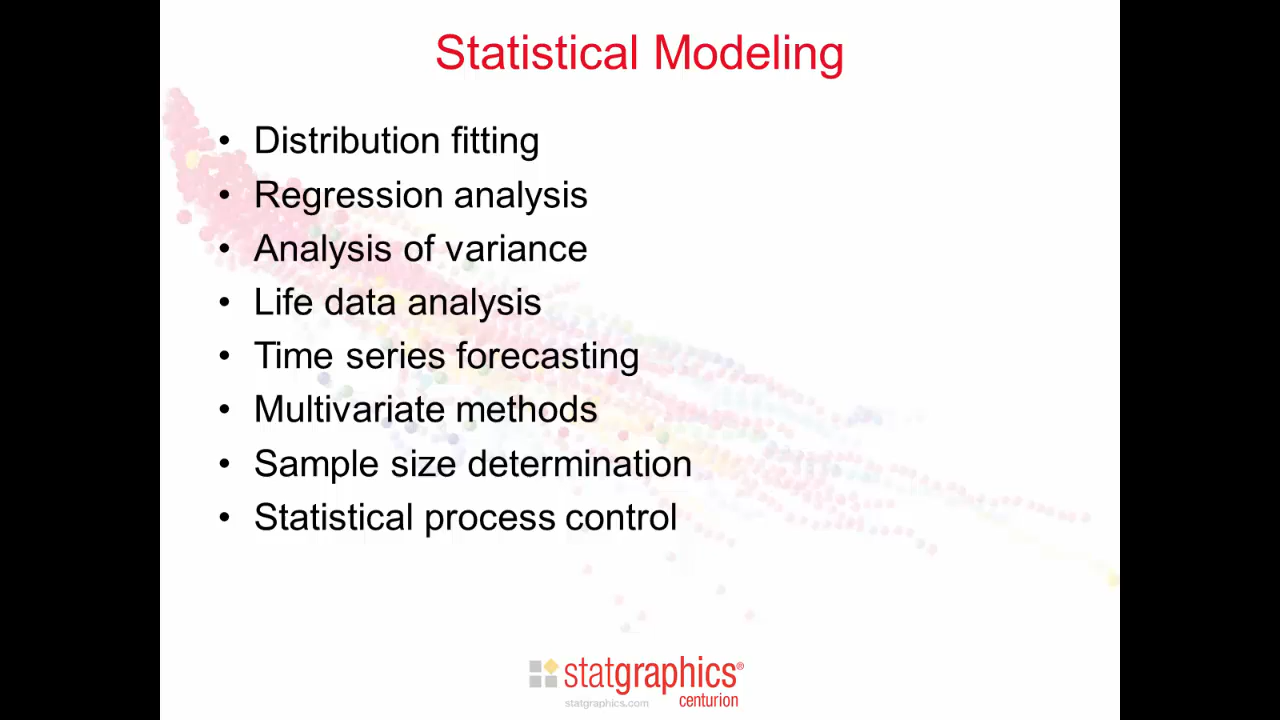 Statistical Modeling
• Distribution fitting
• Regression analysis
• Analysis of variance
• Life data analysis
• Time series forecasting
• Multivariate methods
• Sample size determination
• Statistical process control
statgraphics®
statgraphics.com centurion